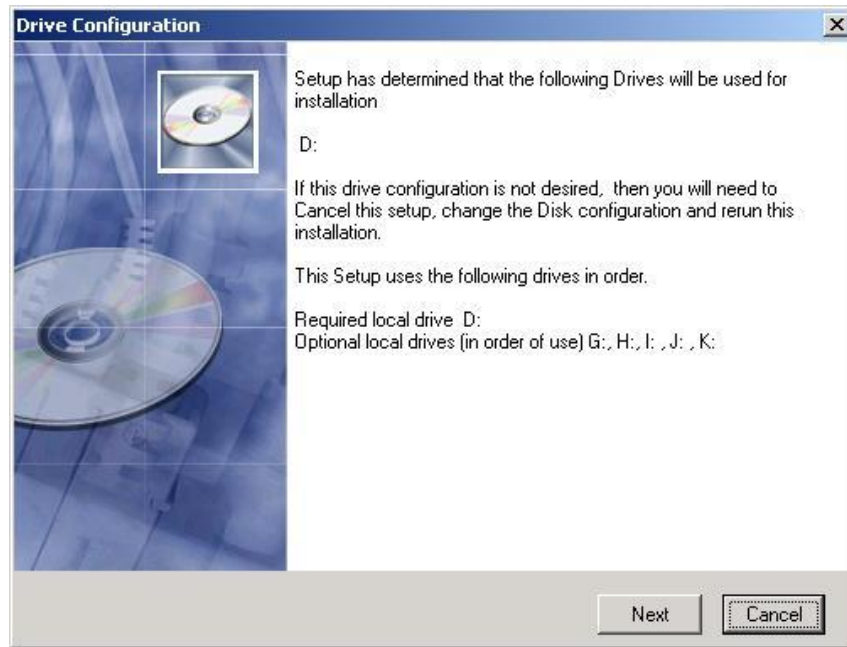 Drive Configuration
Setup has determined that the following Drives will be used for
installation
D:
If this drive configuration is not desired,  then you will need to
Cancel this setup, change the Disk configuration and rerun this
installation.
This Setup uses the following drives in order.
Required local drive  D:
Optional local drives (in order of use) G:, H:, I: , J: , K:
Next
Cancel